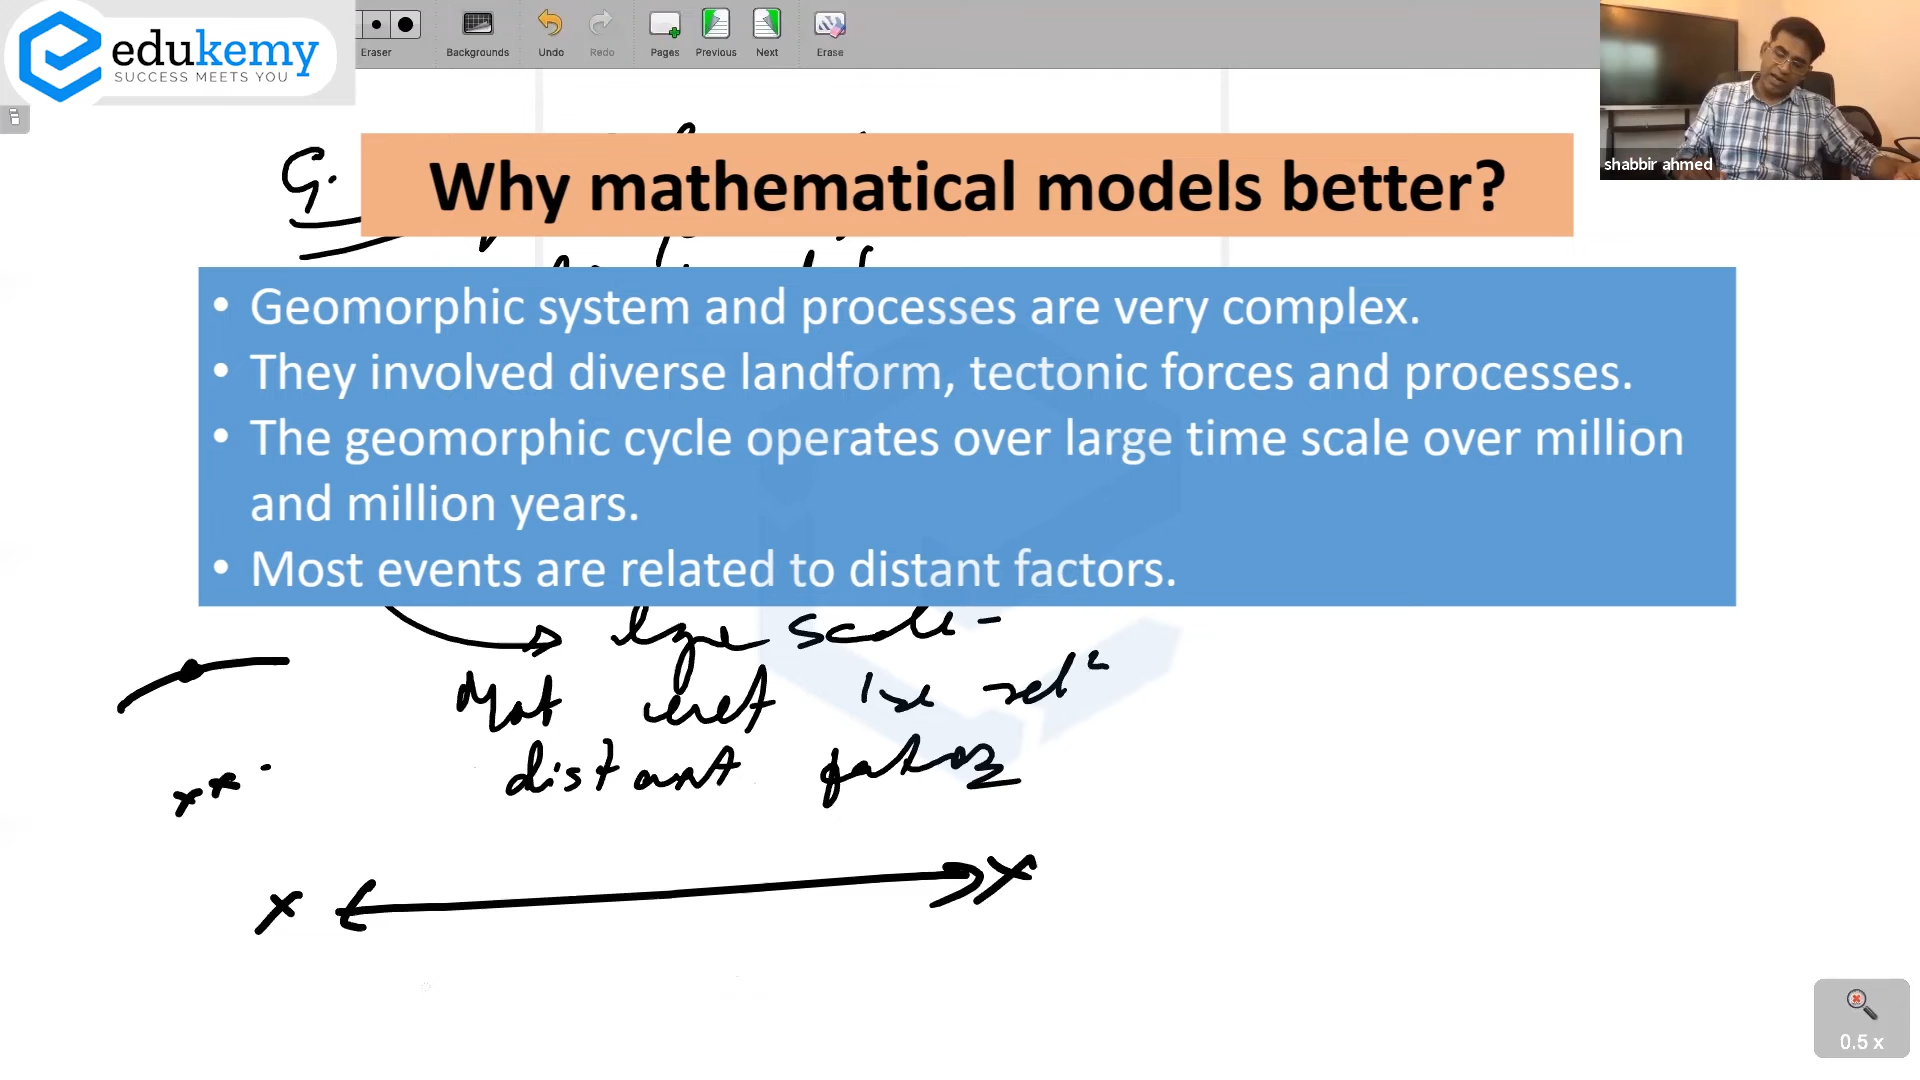 edukemy
SUCCESS MEETS YOU
Eraser
Backgrounds
Undo
Redo
Pages
Previous
Next
Erase
shabbir ahmed
G.
Why mathematical models better?
• Geomorphic system and processes are very complex.
• They involved diverse landform, tectonic forces and processes.
• The geomorphic cycle operates over large time scale over million
and million years.
• Most events are related to distant factors.
scale -
distant
x x
0.5 x